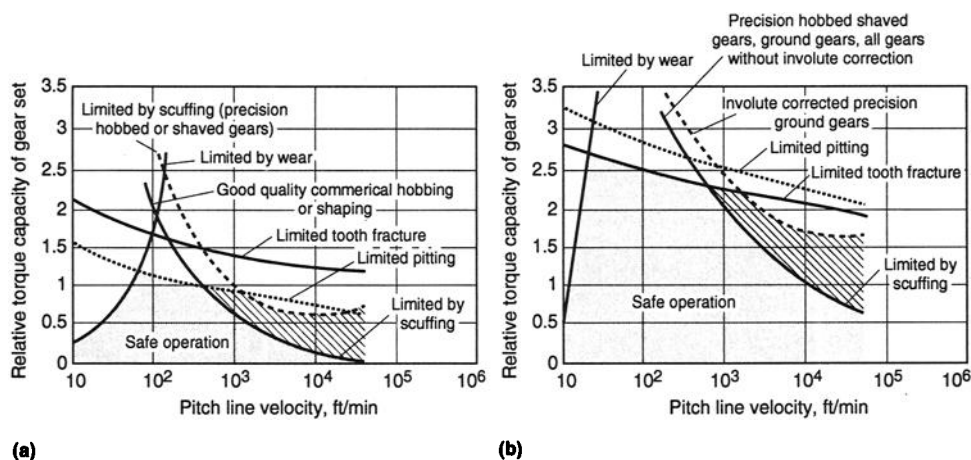 Relative torque capacity of gear set
3.5
3
2.5
2
1.5
1
0.5
0
Limited by scuffing (precision
hobbed or shaved gears)
Limited by wear
Good quality commerical hobbing
or shaping
Limited tooth fracture
Limited pitting
Limited by
scuffing
Safe operation
10 10² 10³ 10⁴ 10⁵ 10⁶
Pitch line velocity, ft/min
(a)
Relative torque capacity of gear set
3.5
3
2.5
2
1.5
1
0.5
0
Precision hobbed shaved
gears, ground gears, all gears
without involute correction
Limited by wear
Involute corrected precision
ground gears
Limited pitting
Limited tooth fracture
Limited by
scuffing
Safe operation
10 10² 10³ 10⁴ 10⁵ 10⁶
Pitch line velocity, ft/min
(b)